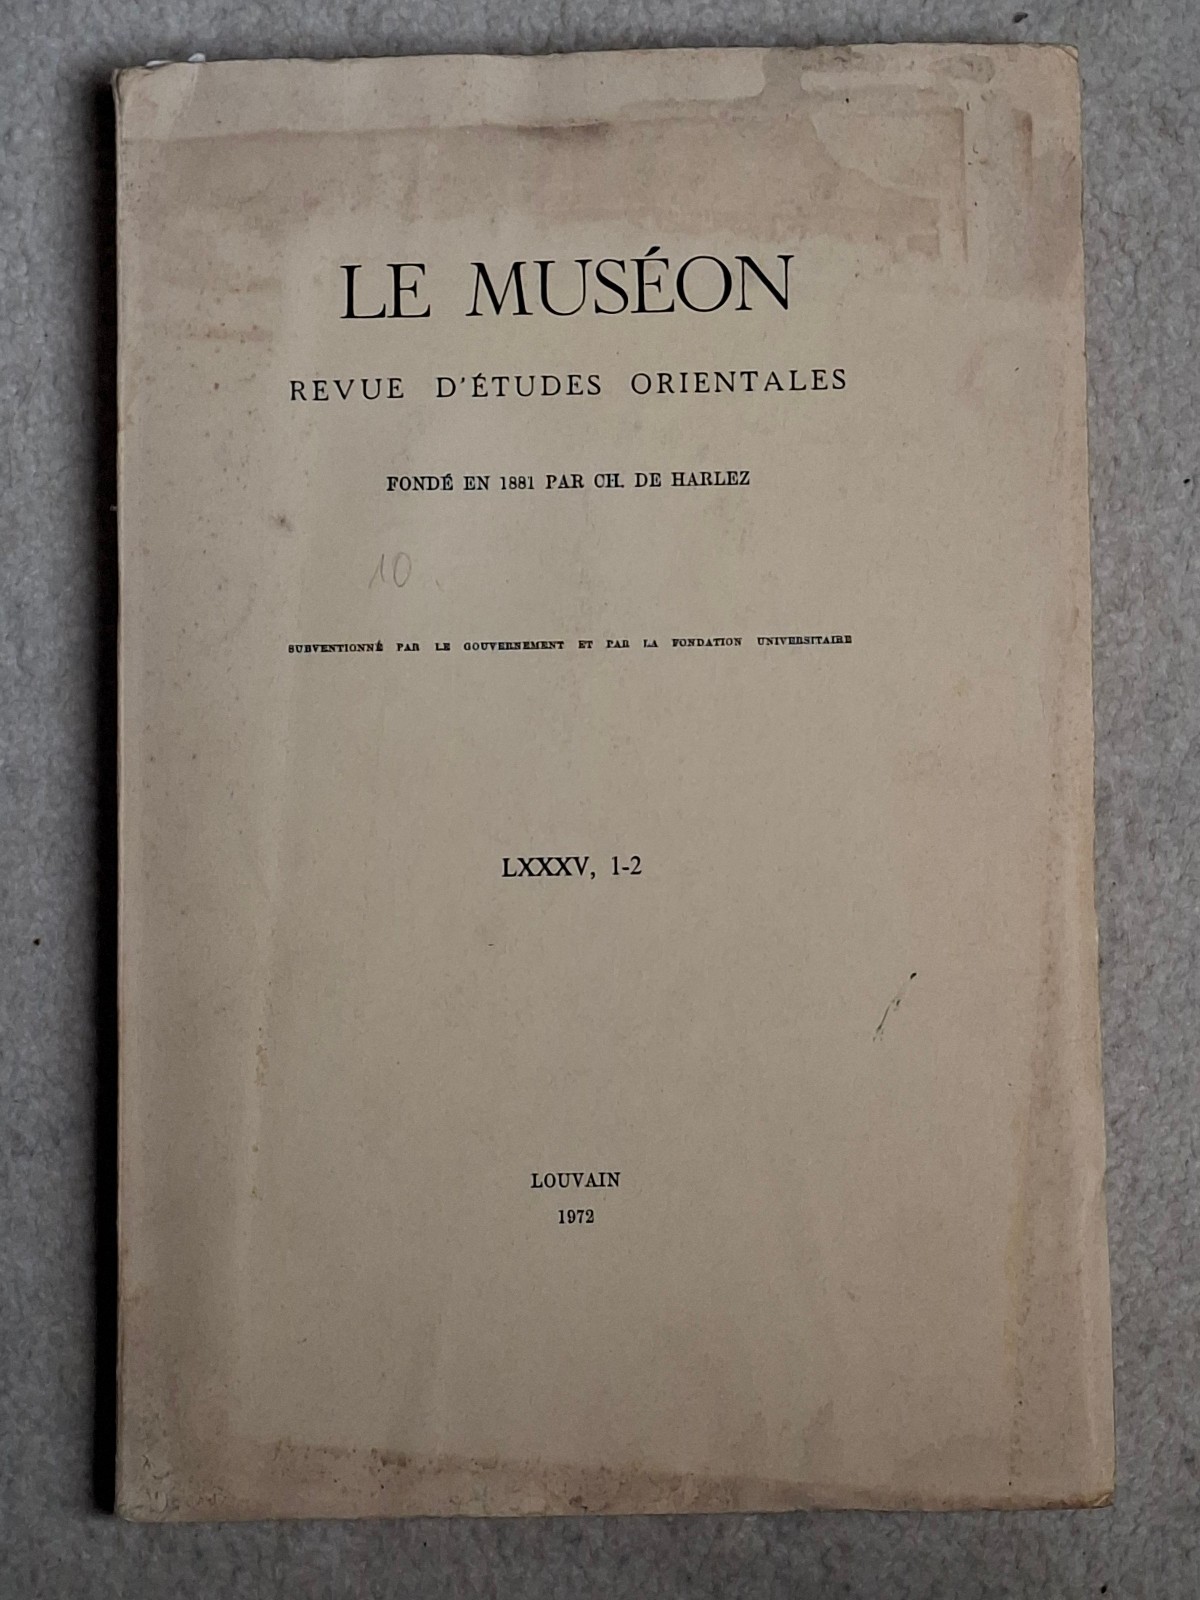 LE MUSÉON
REVUE D'ÉTUDES ORIENTALES
FONDÉ EN 1881 PAR CH. DE HARLEZ
10
SUBVENTIONNÉ PAR LE GOUVERNEMENT ET PAR LA FONDATION UNIVERSITAIRE
LXXXV, 1-2
LOUVAIN
1972